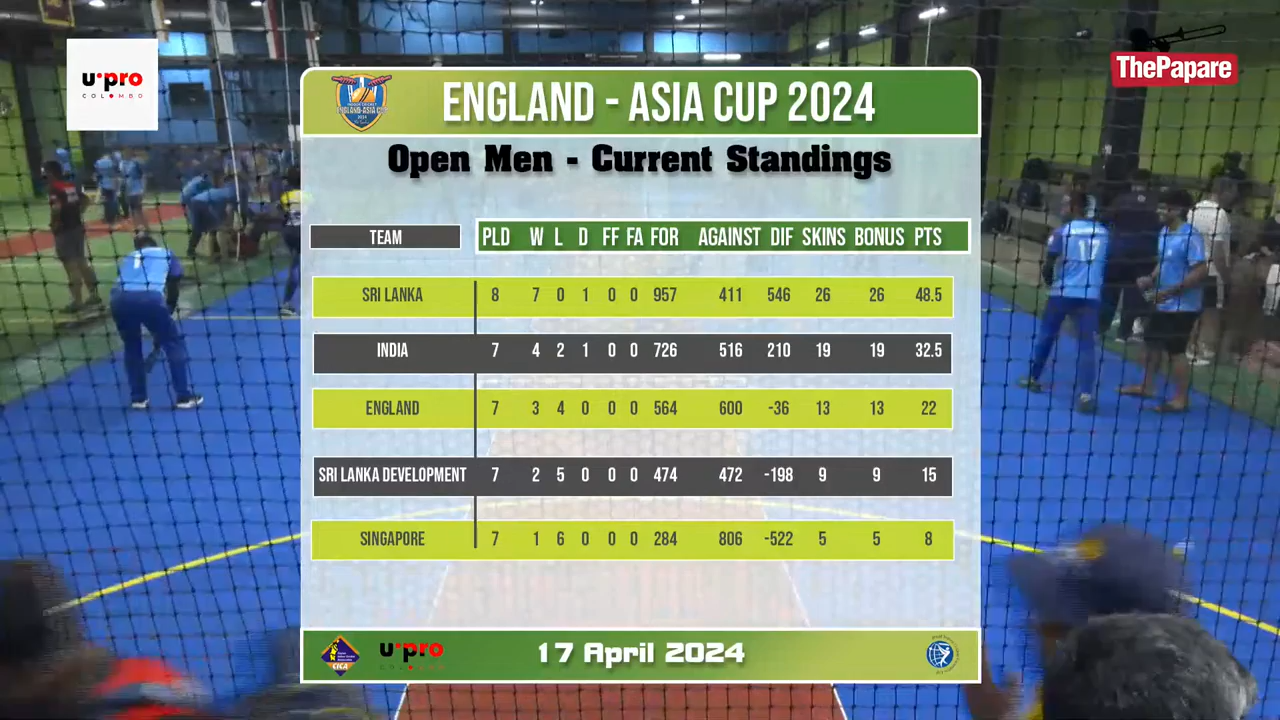 u·pro
COLOMBO
ThePapare
ENGLAND - ASIA CUP 2024
Open Men - Current Standings
TEAM PLD W L D FF FA FOR AGAINST DIF SKINS BONUS PTS
SRI LANKA 8 7 0 1 0 0 957 411 546 26 26 48.5
INDIA 7 4 2 1 0 0 726 516 210 19 19 32.5
ENGLAND 7 3 4 0 0 0 564 600 -36 13 13 22
SRI LANKA DEVELOPMENT 7 2 5 0 0 0 474 472 -198 9 9 15
SINGAPORE 7 1 6 0 0 0 284 806 -522 5 5 8
CICA
u·pro
17 April 2024
17
1